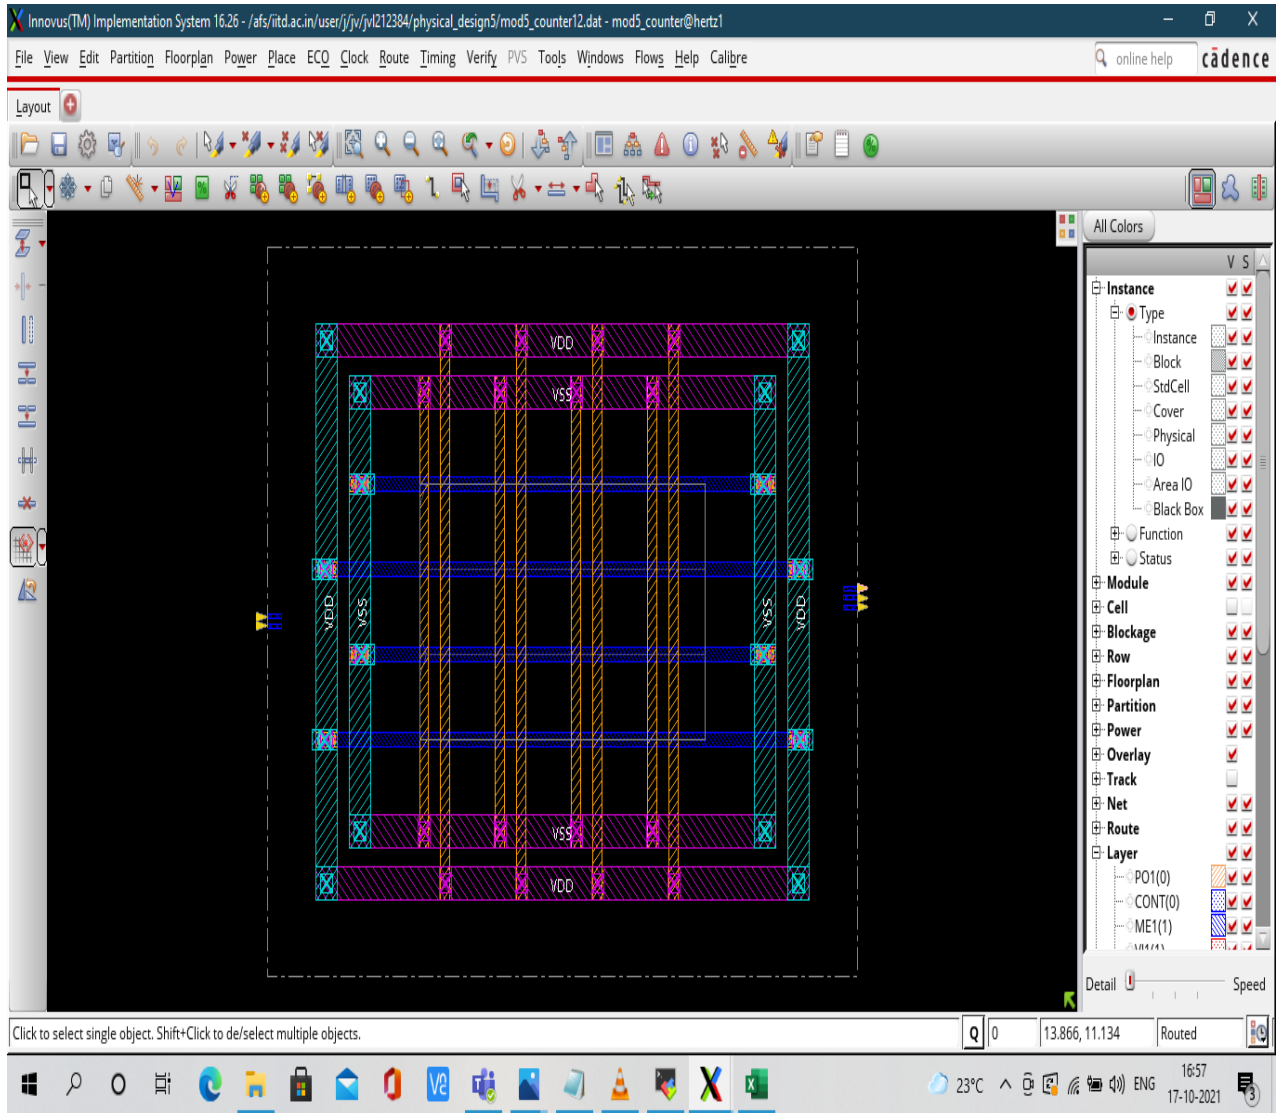 Innovus(TM) Implementation System 16.26 - /afs/iitd.ac.in/user/j/jv/jvl212384/physical_design5/mod5_counter12.dat - mod5_counter@hertz1
File View Edit Partition Floorplan Power Place ECO Clock Route Timing Verify PVS Tools Windows Flows Help Calibre
online help
cādence
Layout
All Colors
V S
Instance
Type
Instance
Block
StdCell
Cover
Physical
IO
Area IO
Black Box
Function
Status
Module
Cell
Blockage
Row
Floorplan
Partition
Power
Overlay
Track
Net
Route
Layer
PO1(0)
CONT(0)
ME1(1)
VI1(1)
VDD
VSS
VDD
VSS
VSS
VDD
VSS
VDD
Detail
Speed
Click to select single object. Shift+Click to de/select multiple objects.
Q
0
13.866, 11.134
Routed
23°C
ENG
16:57
17-10-2021
3